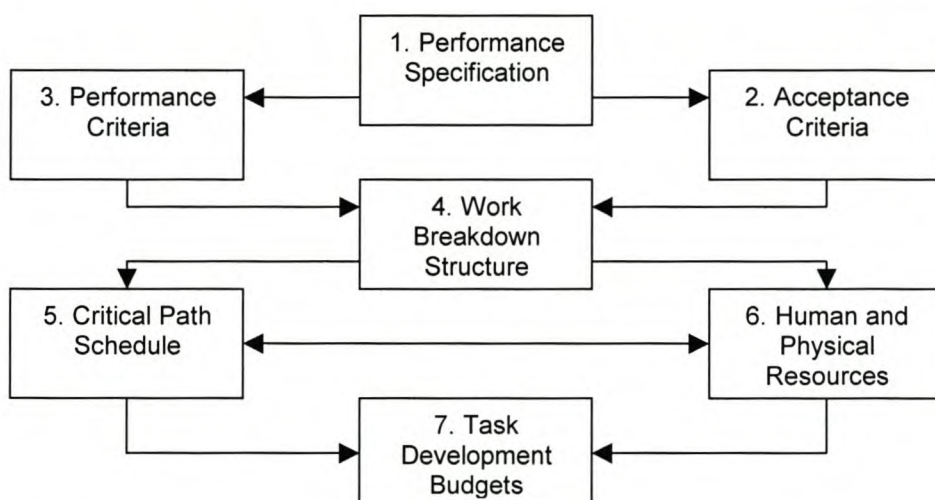 1. Performance
Specification
3. Performance
Criteria
2. Acceptance
Criteria
4. Work
Breakdown
Structure
5. Critical Path
Schedule
6. Human and
Physical
Resources
7. Task
Development
Budgets